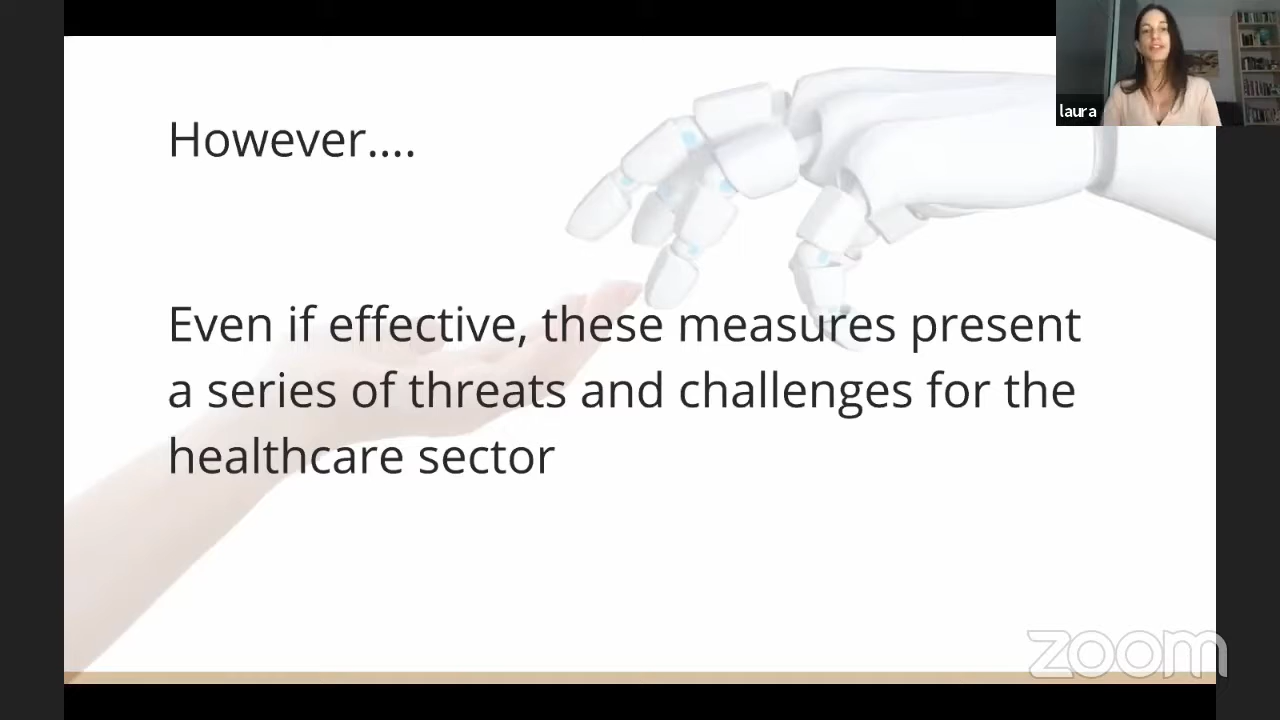 However....
Even if effective, these measures present
a series of threats and challenges for the
healthcare sector
laura
zoom